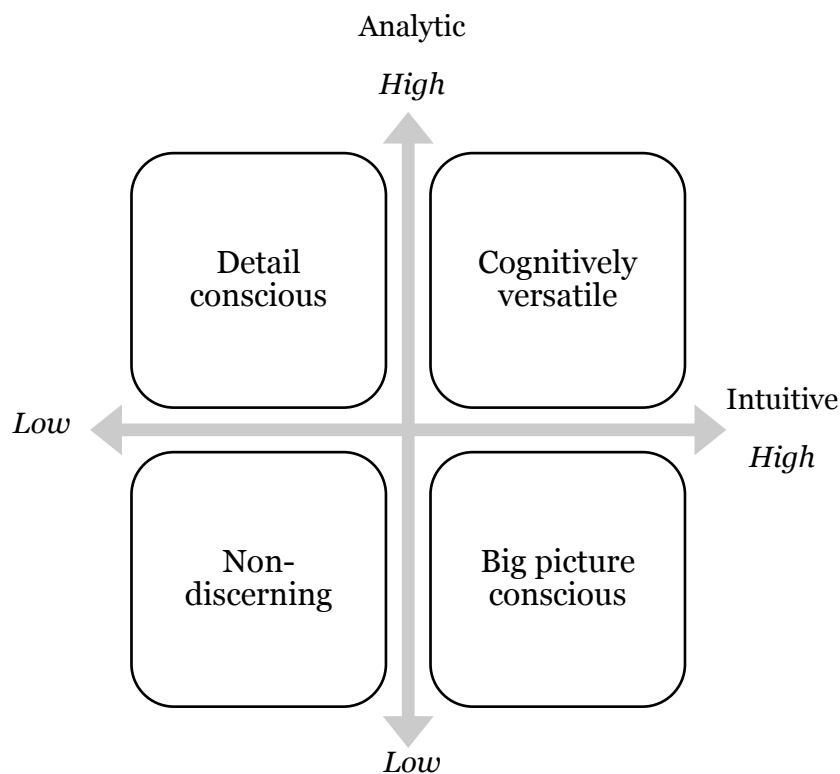 Analytic
High
Detail
conscious
Cognitively
versatile
Low
Intuitive
High
Non-
discerning
Big picture
conscious
Low